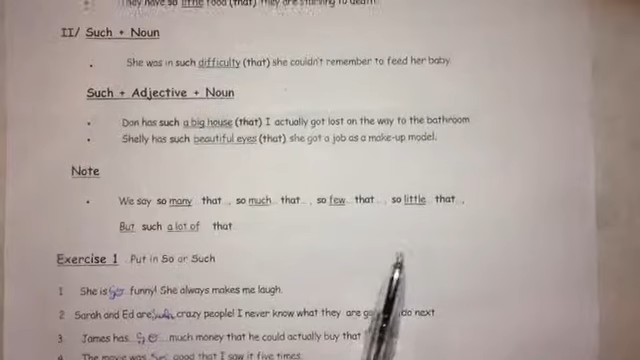 They have so little food (that) they are starving to death.
II/ Such + Noun
• She was in such difficulty (that) she couldn't remember to feed her baby.
Such + Adjective + Noun
• Don has such a big house (that) I actually got lost on the way to the bathroom
• Shelly has such beautiful eyes (that) she got a job as a make-up model.
Note
• We say so many that.., so much that.., so few that.., so little that..,
But such a lot of that
Exercise 1 Put in So or Such
1 She is so funny! She always makes me laugh.
2 Sarah and Ed are such crazy people! I never know what they are do next
3. James has so much money that he could actually buy that
4 The movie was good that I saw it five times.